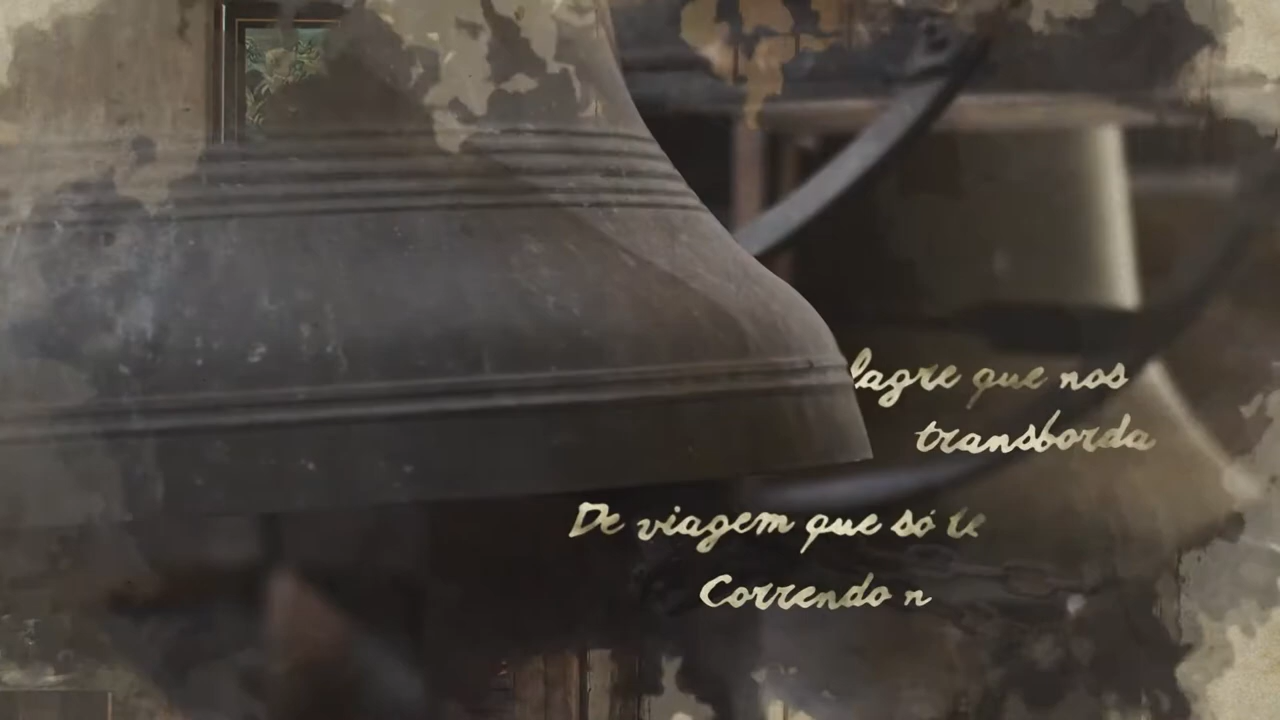 lagre que nos
transborda
De viagem que só te
Correndo n